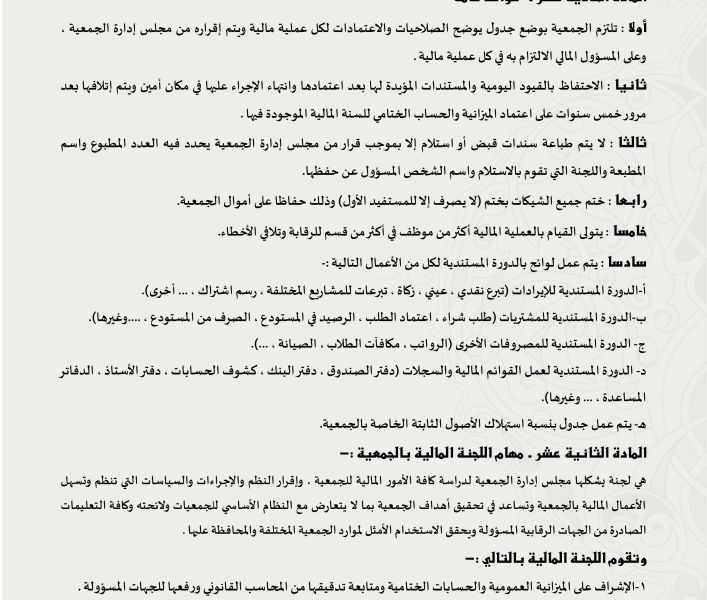 أولا : تلتزم الجمعية بوضع جدول يوضح الصلاحيات والاعتمادات لكل عملية مالية ويتم إقراره من مجلس إدارة الجمعية ،
وعلى المسؤول المالي الالتزام به في كل عملية مالية .
ثانيا : الاحتفاظ بالقيود اليومية والمستندات المؤيدة لها بعد اعتمادها وانتهاء الإجراء عليها في مكان أمين ويتم إتلافها بعد
مرور خمس سنوات على اعتماد الميزانية والحساب الختامي للسنة المالية الموجودة فيها .
ثالثا : لا يتم طباعة سندات قبض أو استلام إلا بموجب قرار من مجلس إدارة الجمعية يحدد فيه العدد المطبوع واسم
المطبعة واللجنة التي تقوم بالاستلام واسم الشخص المسؤول عن حفظها.
رابعا : ختم جميع الشيكات بختم (لا يصرف إلا للمستفيد الأول) وذلك حفاظا على أموال الجمعية.
خامسا : يتولى القيام بالعملية المالية أكثر من موظف في أكثر من قسم للرقابة وتلافي الأخطاء.
سادسا : يتم عمل لوائح بالدورة المستندية لكل من الأعمال التالية :-
أ-الدورة المستندية للإيرادات (تبرع نقدي ، عيني ، زكاة ، تبرعات للمشاريع المختلفة ، رسم اشتراك ، ... أخرى).
ب-الدورة المستندية للمشتريات (طلب شراء ، اعتماد الطلب ، الرصيد في المستودع ، الصرف من المستودع ، ....وغيرها).
ج- الدورة المستندية للمصروفات الأخرى (الرواتب ، مكافآت الطلاب ، الصيانة ، ...).
د- الدورة المستندية لعمل القوائم المالية والسجلات (دفتر الصندوق ، دفتر البنك ، كشوف الحسابات ، دفتر الأستاذ ، الدفاتر
المساعدة ، ... وغيرها).
هـ- يتم عمل جدول بنسبة استهلاك الأصول الثابتة الخاصة بالجمعية.
المادة الثانية عشر . مهام اللجنة المالية بالجمعية :–
هي لجنة يشكلها مجلس إدارة الجمعية لدراسة كافة الأمور المالية للجمعية ، وإقرار النظم والإجراءات والسياسات التي تنظم وتسهل
الأعمال المالية بالجمعية وتساعد في تحقيق أهداف الجمعية بما لا يتعارض مع النظام الأساسي للجمعيات ولائحته وكافة التعليمات
الصادرة من الجهات الرقابية المسؤولة ويحقق الاستخدام الأمثل لموارد الجمعية المختلفة والمحافظة عليها .
وتقوم اللجنة المالية بالتالي :–
١-الإشراف على الميزانية العمومية والحسابات الختامية ومتابعة تدقيقها من المحاسب القانوني ورفعها للجهات المسؤولة .